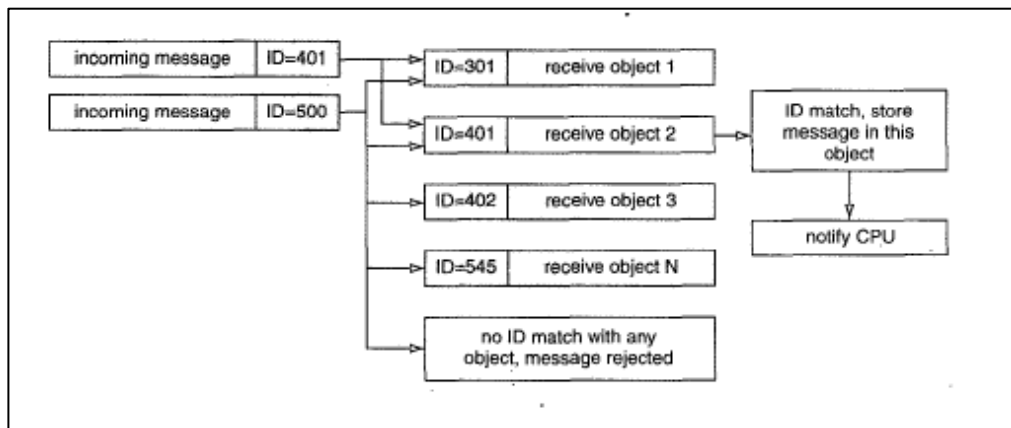 incoming message ID=401
incoming message ID=500
ID=301 receive object 1
ID=401 receive object 2
ID=402 receive object 3
ID=545 receive object N
no ID match with any
object, message rejected
ID match, store
message in this
object
notify CPU